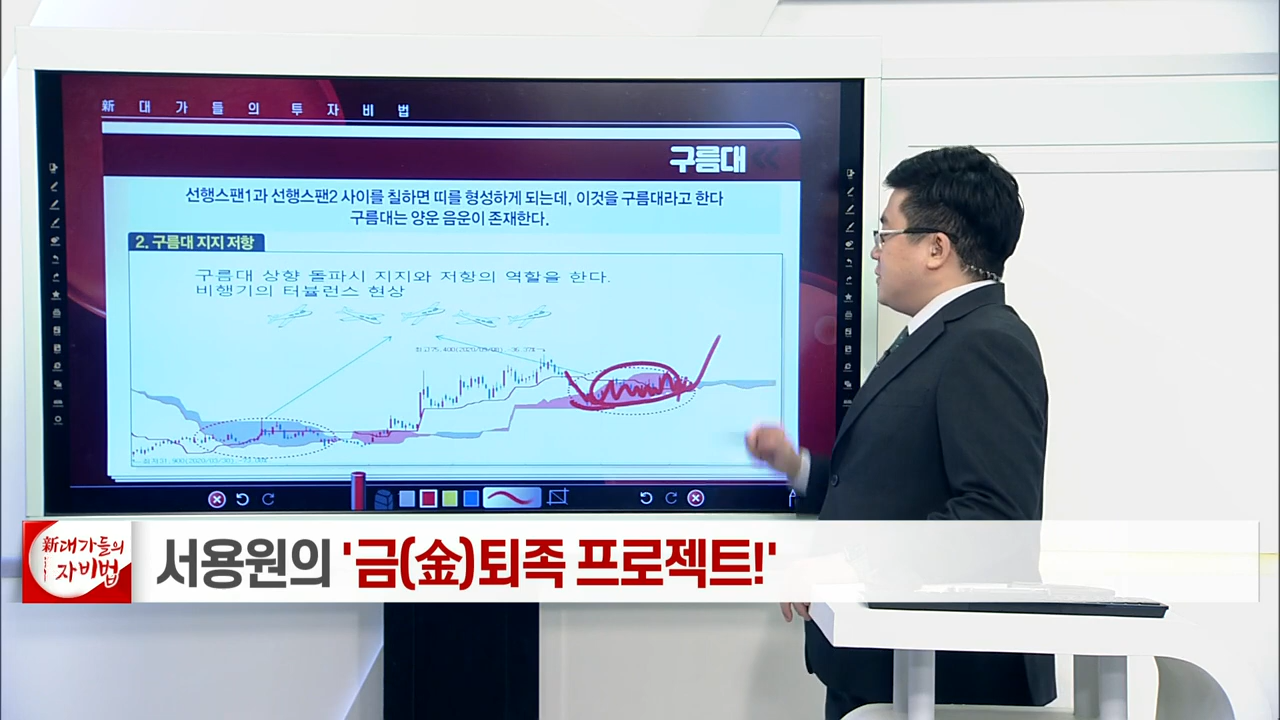 新 대 가 들 의 투 자 비 법
구름대
선행스팬1과 선행스팬2 사이를 칠하면 띠를 형성하게 되는데, 이것을 구름대라고 한다
구름대는 양운 음운이 존재한다.
2. 구름대 지지 저항
구름대 상향 돌파시 지지와 저항의 역할을 한다.
비행기의 터뷸런스 현상
新대가들의
자비법
서용원의 '금(金)퇴족 프로젝트!'